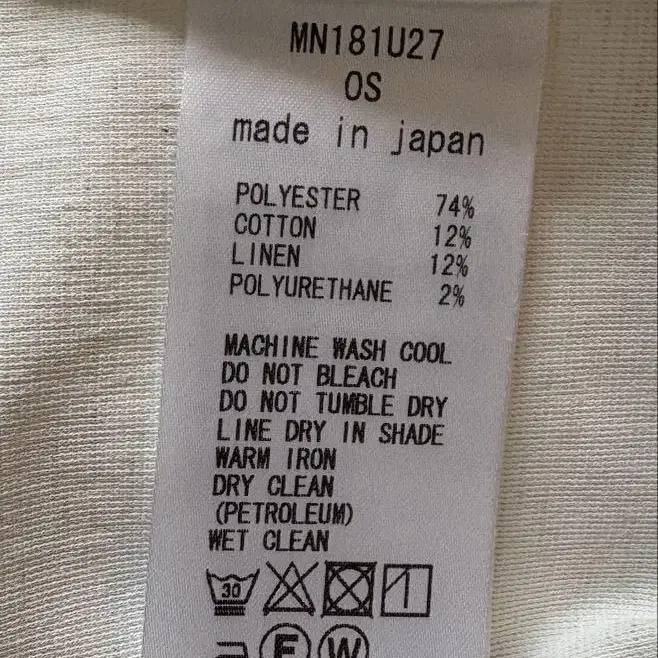 MN181U27
OS
made in japan
POLYESTER 74%
COTTON 12%
LINEN 12%
POLYURETHANE 2%
MACHINE WASH COOL
DO NOT BLEACH
DO NOT TUMBLE DRY
LINE DRY IN SHADE
WARM IRON
DRY CLEAN
(PETROLEUM)
WET CLEAN
30
F W